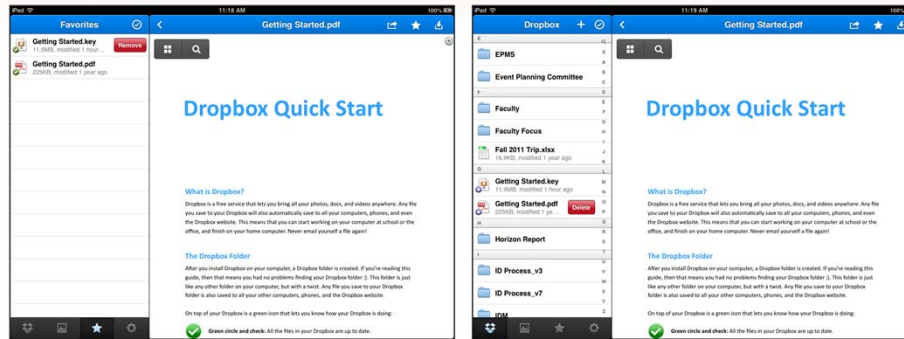 iPad
11:18 AM
100%
Favorites
Getting Started.pdf
Getting Started.key
11.9MB, modified 1 hour...
Remove
Getting Started.pdf
225KB, modified 1 year ago
Dropbox Quick Start
What is Dropbox?
Dropbox is a free service that lets you bring all your photos, docs, and videos anywhere. Any file
you save to your Dropbox will also automatically save to all your computers, phones, and even
the Dropbox website. This means that you can start working on your computer at school or the
office, and finish on your home computer. Never email yourself a file again!
The Dropbox Folder
After you install Dropbox on your computer, a Dropbox folder is created. If you're reading this
guide, then that means you had no problems finding your Dropbox folder :). This folder is just
like any other folder on your computer, but with a twist. Any file you save to your Dropbox
folder is also saved to all your other computers, phones, and the Dropbox website.
On top of your Dropbox is a green icon that lets you know how your Dropbox is doing:
Green circle and check: All the files in your Dropbox are up to date.
iPad
11:19 AM
100%
Dropbox
Getting Started.pdf
E
EPMS
Event Planning Committee
F
Faculty
Faculty Focus
Fall 2011 Trip.xlsx
16.9KB, modified 1 year ago
G
Getting Started.key
11.9MB, modified 1 hour ago
Getting Started.pdf
225KB, modified 1 ye...
Delete
H
Horizon Report
I
ID Process_v3
ID Process_v7
IDM
A
B
C
D
E
F
G
H
I
J
K
L
M
N
O
P
Q
R
S
T
U
V
W
X
Y
Z
Dropbox Quick Start
What is Dropbox?
Dropbox is a free service that lets you bring all your photos, docs, and videos anywhere. Any file
you save to your Dropbox will also automatically save to all your computers, phones, and even
the Dropbox website. This means that you can start working on your computer at school or the
office, and finish on your home computer. Never email yourself a file again!
The Dropbox Folder
After you install Dropbox on your computer, a Dropbox folder is created. If you're reading this
guide, then that means you had no problems finding your Dropbox folder :). This folder is just
like any other folder on your computer, but with a twist. Any file you save to your Dropbox
folder is also saved to all your other computers, phones, and the Dropbox website.
On top of your Dropbox is a green icon that lets you know how your Dropbox is doing:
Green circle and check: All the files in your Dropbox are up to date.